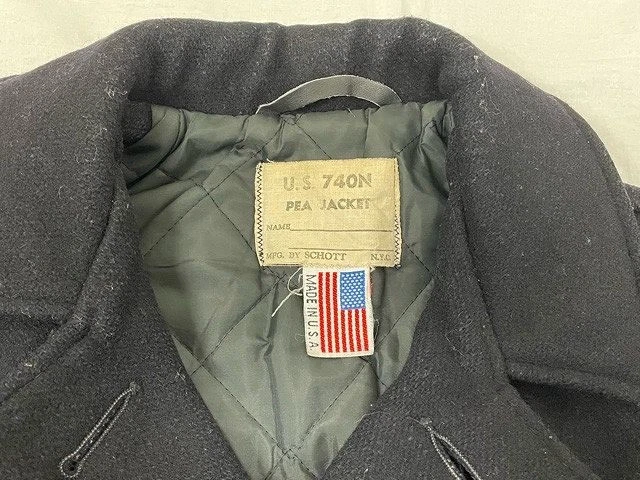 U.S. 740N
PEA JACKET
NAME
MFG. BY SCHOTT N.Y.C.
MADE IN U.S.A.